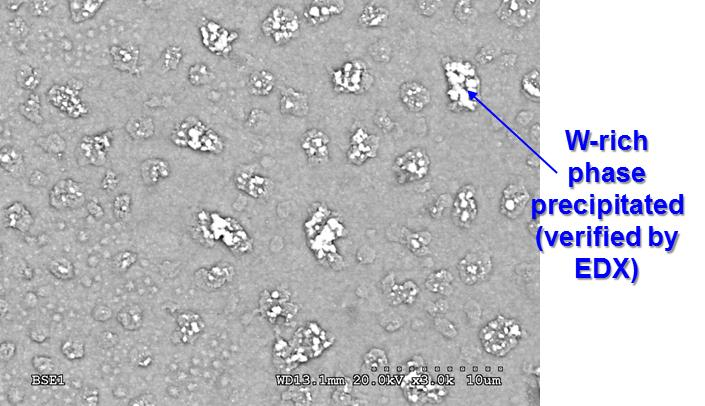 W-rich
phase
precipitated
(verified by
EDX)
BSE1 WD13.1mm 20.0kV x3.0k 10um